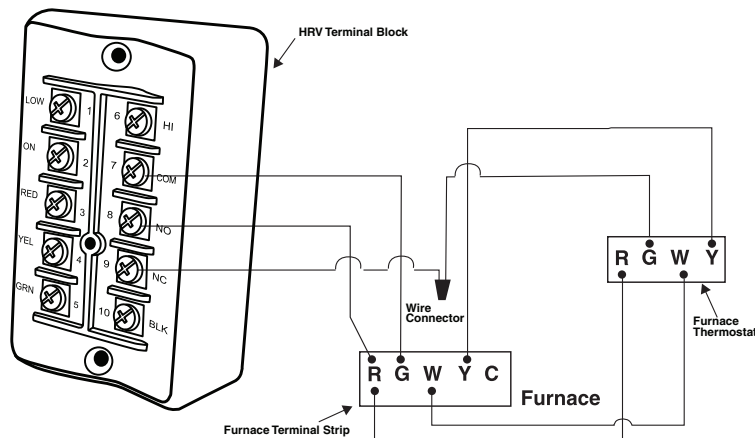 HRV Terminal Block
LOW 1
6 HI
ON 2
7 COM
RED 3
8 NO
YEL 4
9 NC
GRN 5
10 BLK
Wire
Connector
R G W Y
Furnace
Thermostat
R G W Y C
Furnace
Furnace Terminal Strip